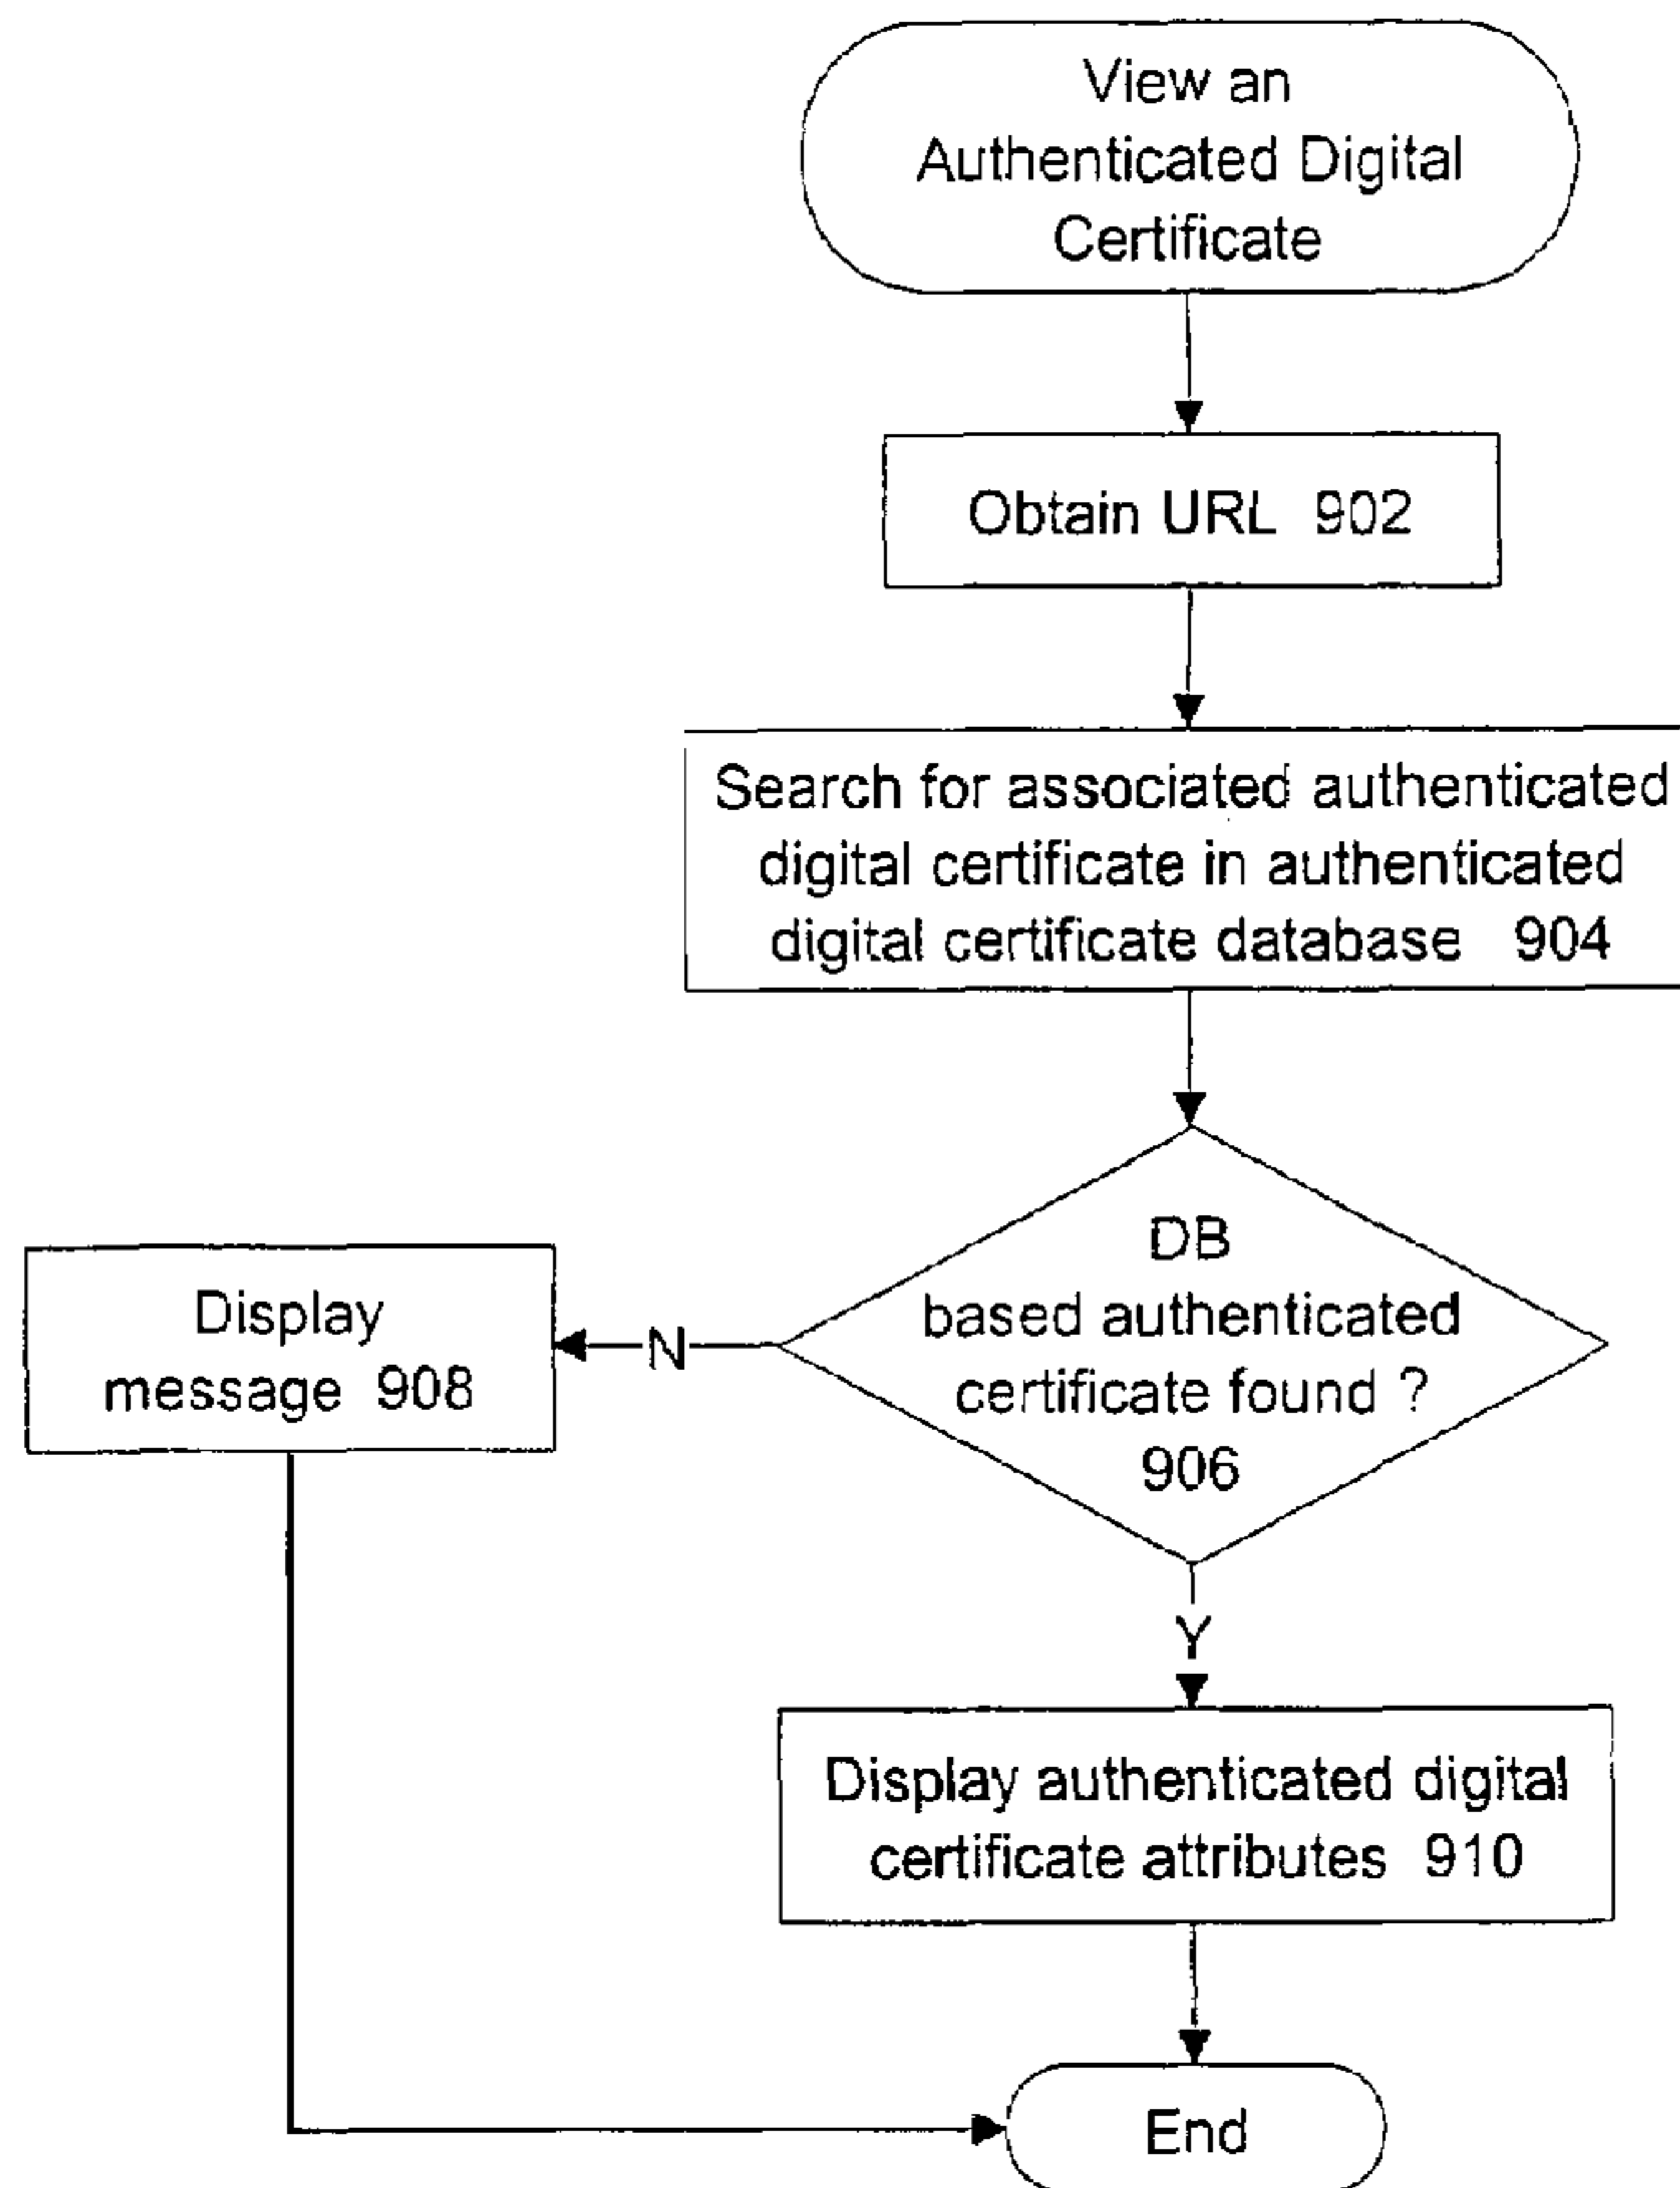 View an
Authenticated Digital
Certificate
Obtain URL 902
Search for associated authenticated
digital certificate in authenticated
digital certificate database 904
DB
based authenticated
certificate found ?
906
N
Display
message 908
Y
Display authenticated digital
certificate attributes 910
End